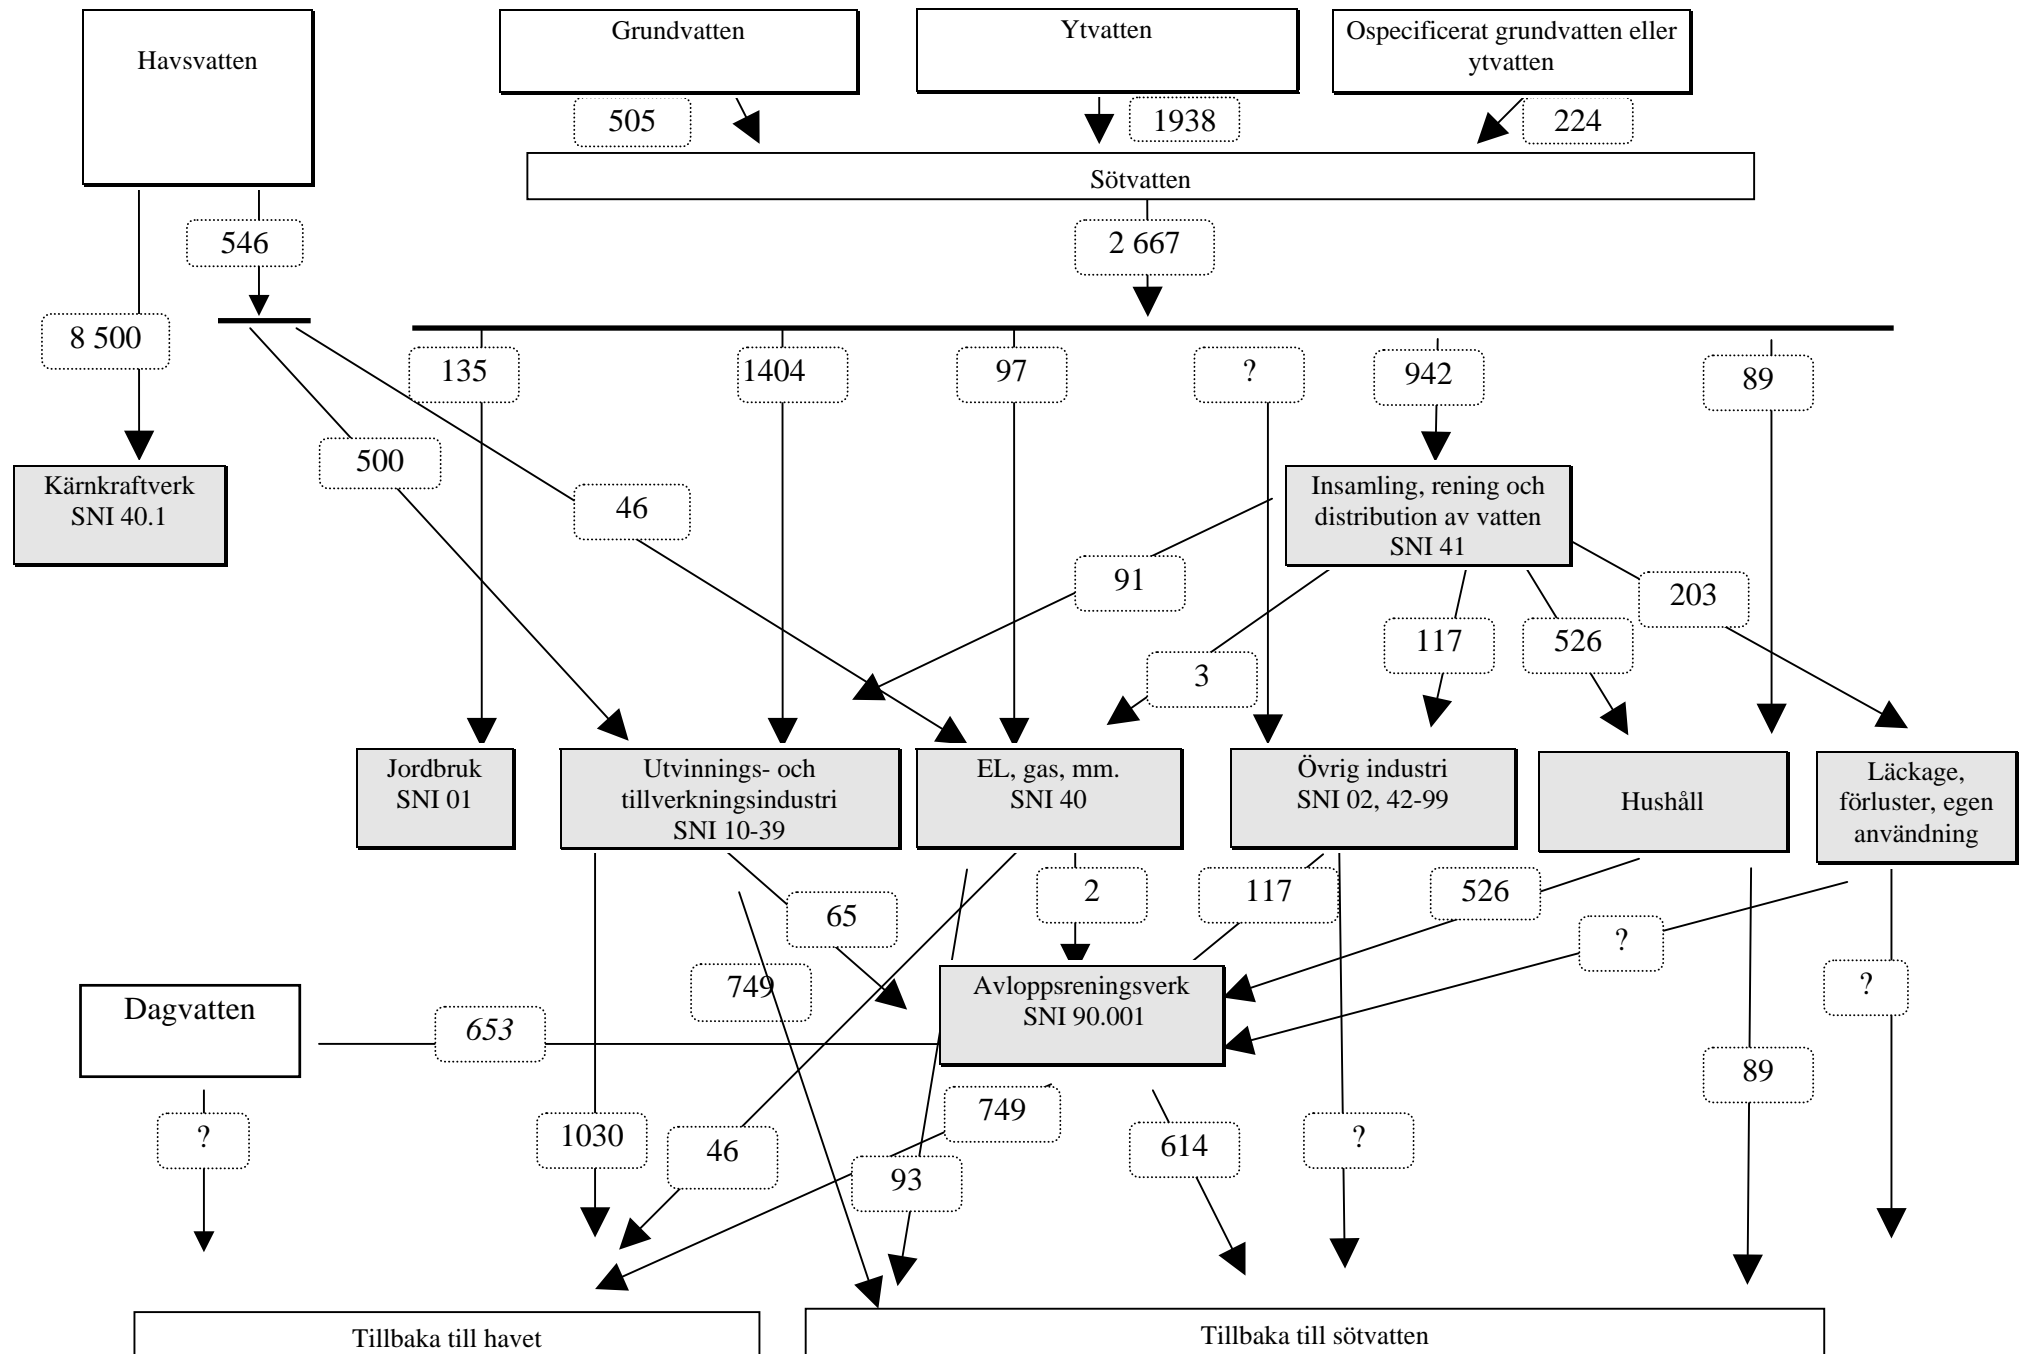 Havsvatten
Grundvatten
Ytvatten
Ospecificerat grundvatten eller
ytvatten
505
1938
224
Sötvatten
546
2 667
8 500
135
1404
97
?
942
89
500
46
Kärnkraftverk
SNI 40.1
Insamling, rening och
distribution av vatten
SNI 41
91
203
3
117
526
Jordbruk
SNI 01
Utvinnings- och
tillverkningsindustri
SNI 10-39
EL, gas, mm.
SNI 40
Övrig industri
SNI 02, 42-99
Hushåll
Läckage,
förluster, egen
användning
65
2
117
526
?
749
?
Dagvatten
653
Avloppsreningsverk
SNI 90.001
89
?
1030
46
749
93
614
?
Tillbaka till havet
Tillbaka till sötvatten